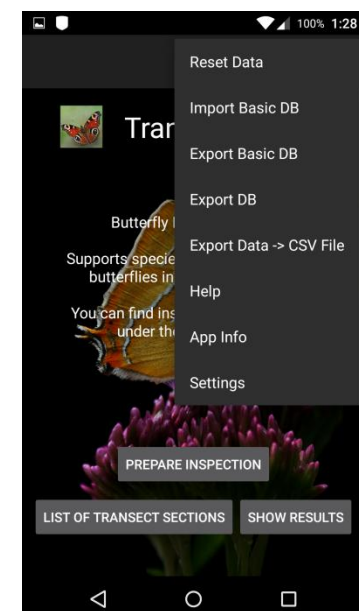 100% 1:28
Reset Data
Import Basic DB
Tran
Export Basic DB
Export DB
Butterfly
Export Data -> CSV File
Supports specie
butterflies in
Help
You can find ins
under the
App Info
Settings
PREPARE INSPECTION
LIST OF TRANSECT SECTIONS SHOW RESULTS